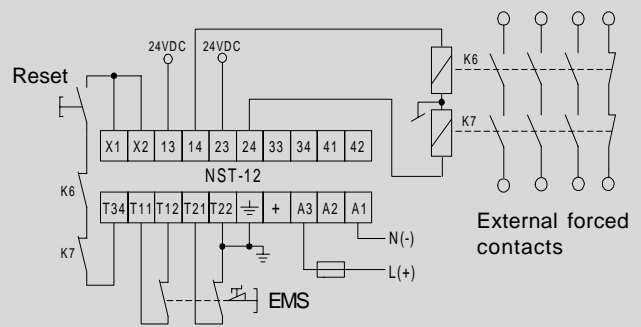 24VDC 24VDC
K6
Reset
K7
X1 X2 13 14 23 24 33 34 41 42
NST-12
K6
T34 T11 T12 T21 T22 + A3 A2 A1
K7
N(-)
L(+)
EMS
External forced
contacts